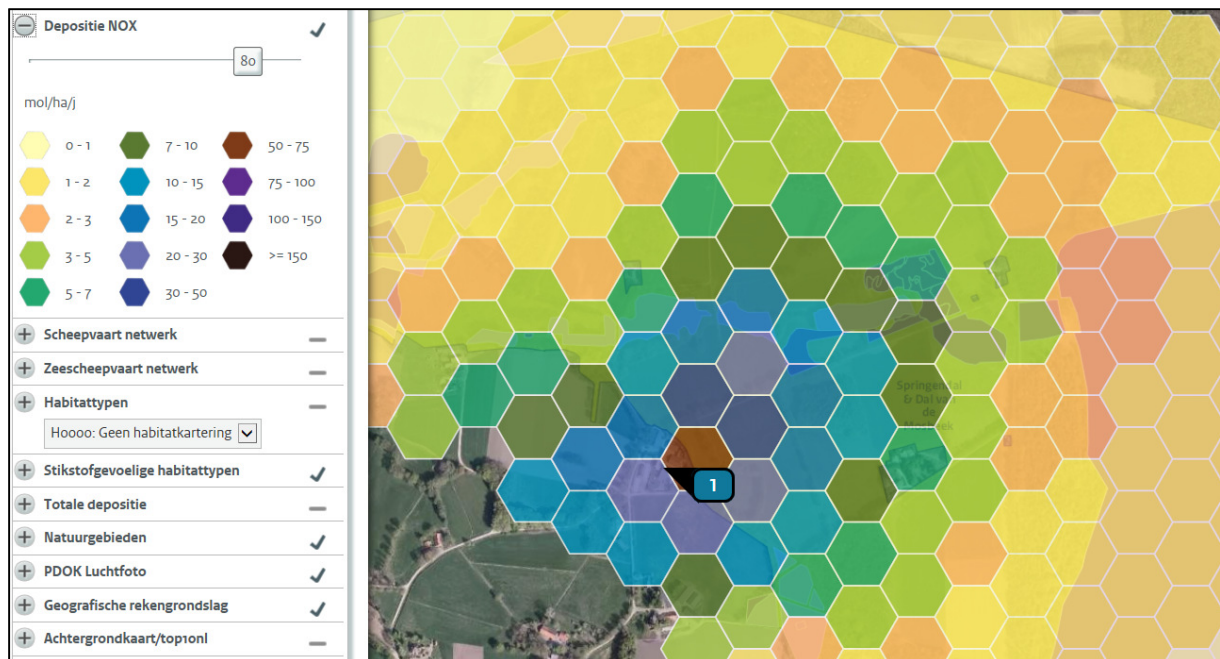 Depositie NOX
80
mol/ha/j
0 - 1 7 - 10 50 - 75
1 - 2 10 - 15 75 - 100
2 - 3 15 - 20 100 - 150
3 - 5 20 - 30 >= 150
5 - 7 30 - 50
Scheepvaart netwerk
Zeescheepvaart netwerk
Habitattypen
H0000: Geen habitatkartering
Stikstofgevoelige habitattypen
Totale depositie
Natuurgebieden
PDOK Luchtfoto
Geografische rekengrondslag
Achtergrondkaart/top10nl
Springendal
& Dal van
de
Mosbeek
1